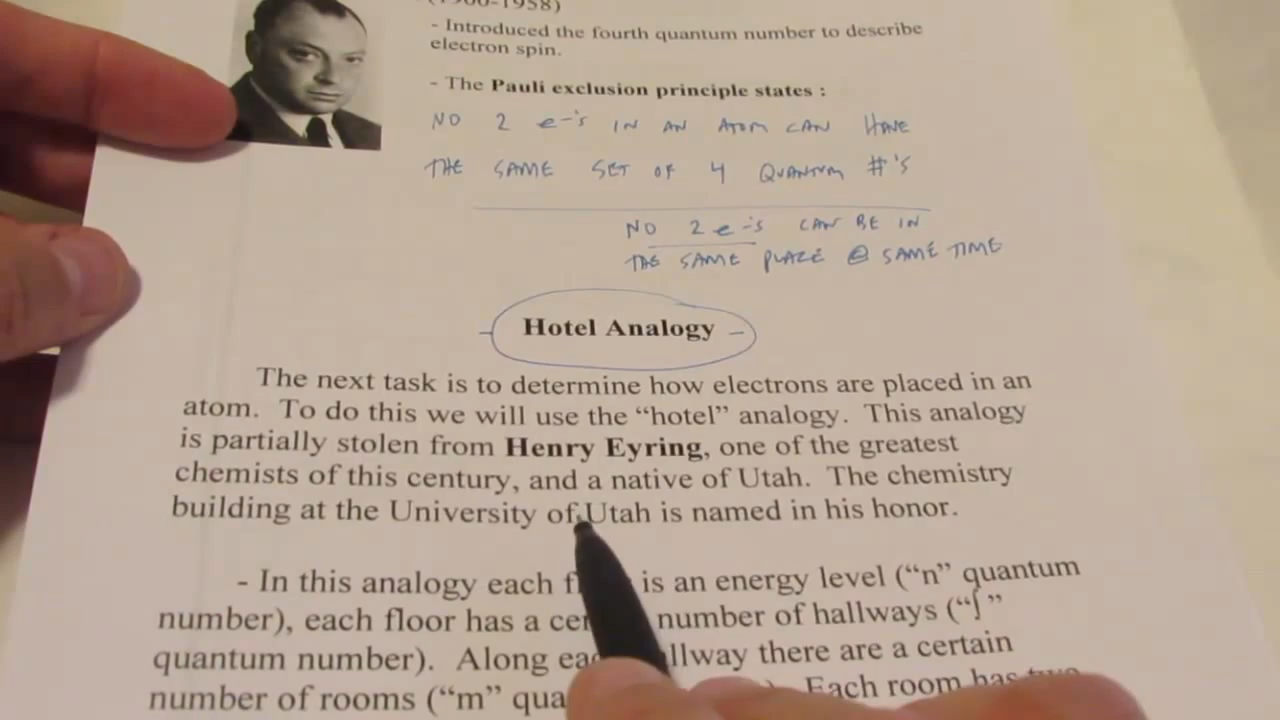 - Introduced the fourth quantum number to describe
electron spin.
- The Pauli exclusion principle states :
NO 2 e-'s IN AN ATOM CAN HAVE
THE SAME SET OF 4 QUANTUM #'S
NO 2 e-'s CAN BE IN
THE SAME PLACE @ SAME TIME
Hotel Analogy
The next task is to determine how electrons are placed in an
atom. To do this we will use the “hotel” analogy. This analogy
is partially stolen from Henry Eyring, one of the greatest
chemists of this century, and a native of Utah. The chemistry
building at the University of Utah is named in his honor.
- In this analogy each is an energy level (“n” quantum
number), each floor has a number of hallways (“∫”
quantum number). Along there are a certain
number of rooms (“m” Each room has two